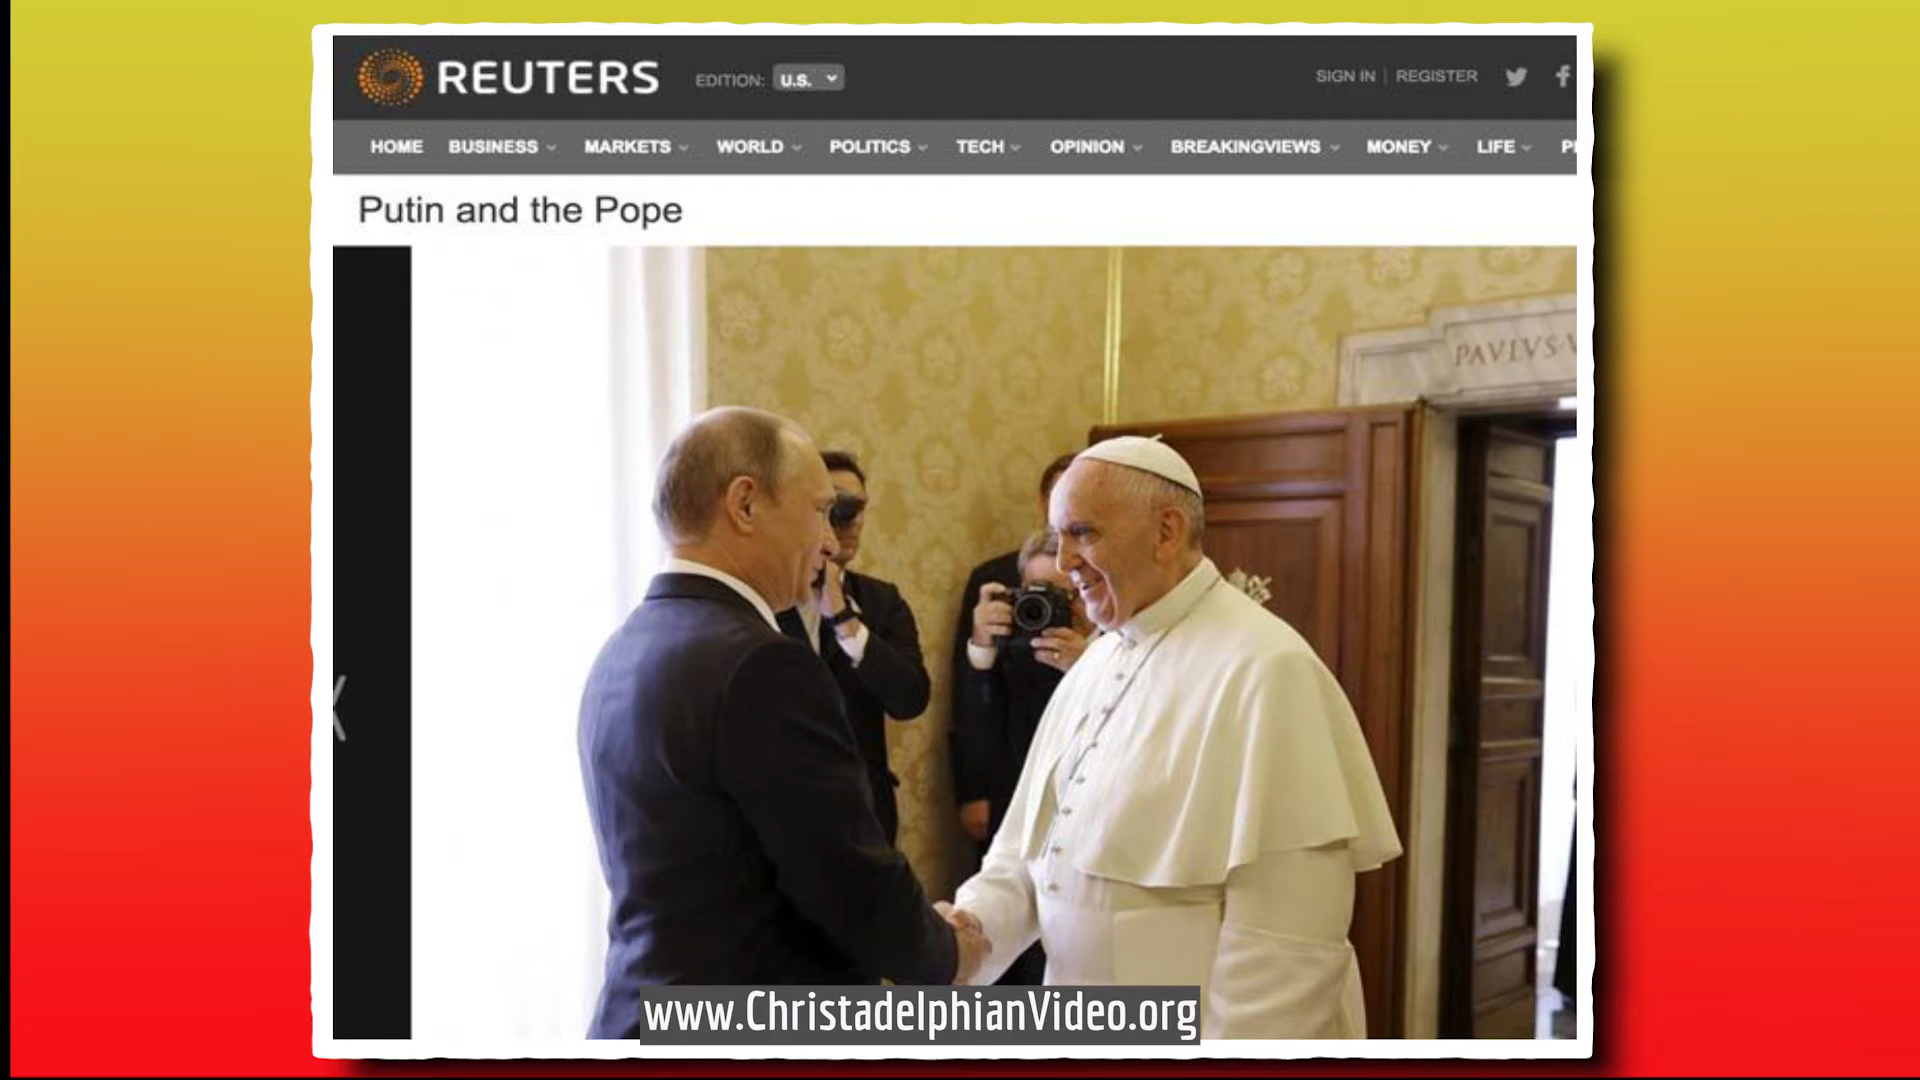 REUTERS EDITION: U.S. SIGN IN | REGISTER
HOME BUSINESS MARKETS WORLD POLITICS TECH OPINION BREAKINGVIEWS MONEY LIFE
Putin and the Pope
PAVLVS·V
www.ChristadelphianVideo.org